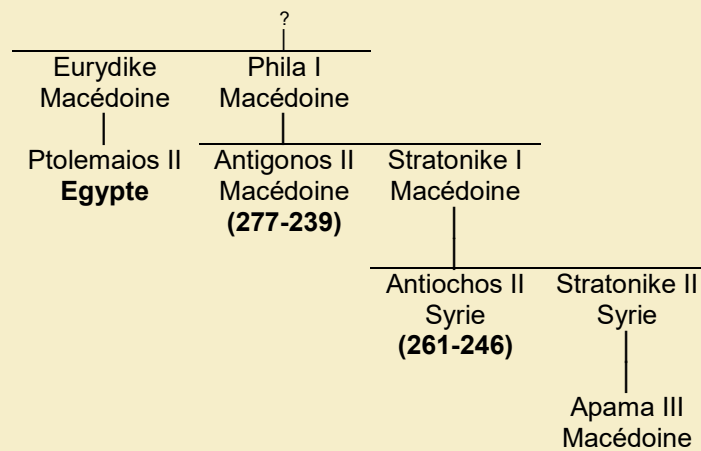 ?
Eurydike Phila I
Macédoine Macédoine
Ptolemaios II Antigonos II Stratonike I
Egypte Macédoine Macédoine
(277-239)
Antiochos II Stratonike II
Syrie Syrie
(261-246)
Apama III
Macédoine